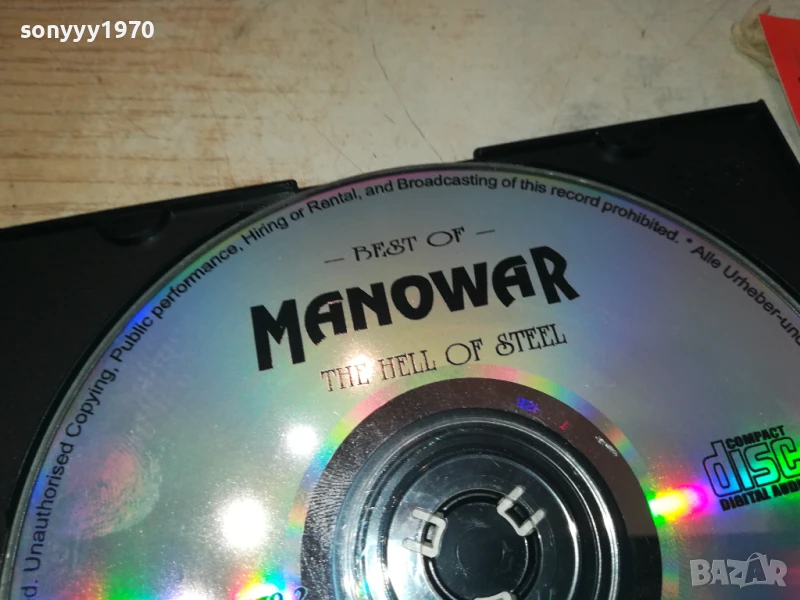 sonyyy1970
d. Unauthorised Copying, Public performance, Hiring or Rental, and Broadcasting of this record prohibited. * Alle Urheber-und
– BEST OF –
MANOWAR
THE HELL OF STEEL
COMPACT
disc
DIGITAL AUDIO
BAZAR